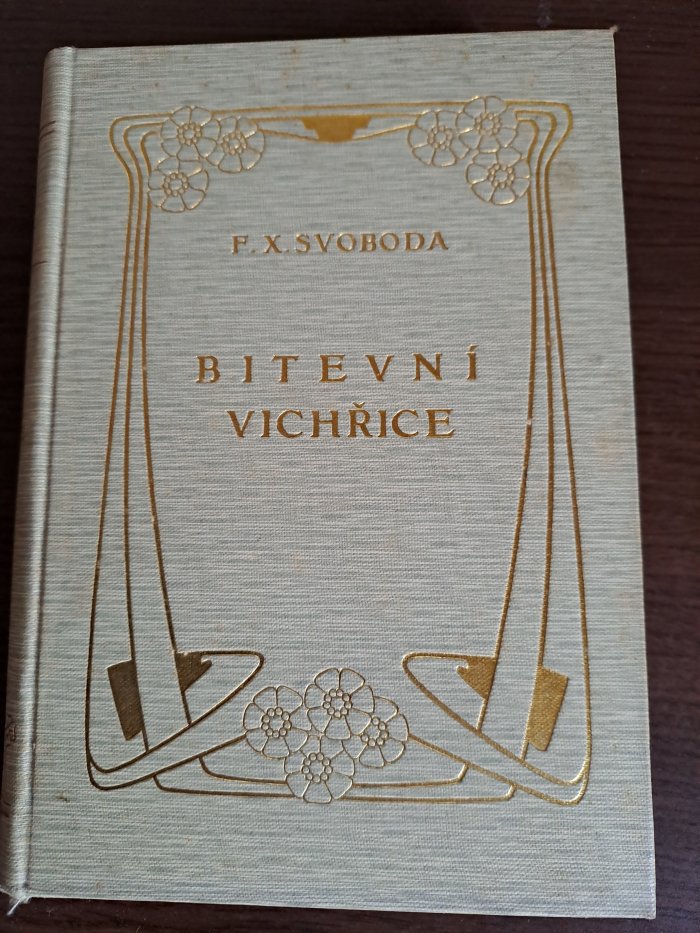 F. X. SVOBODA
BITEVNÍ
VICHŘICE